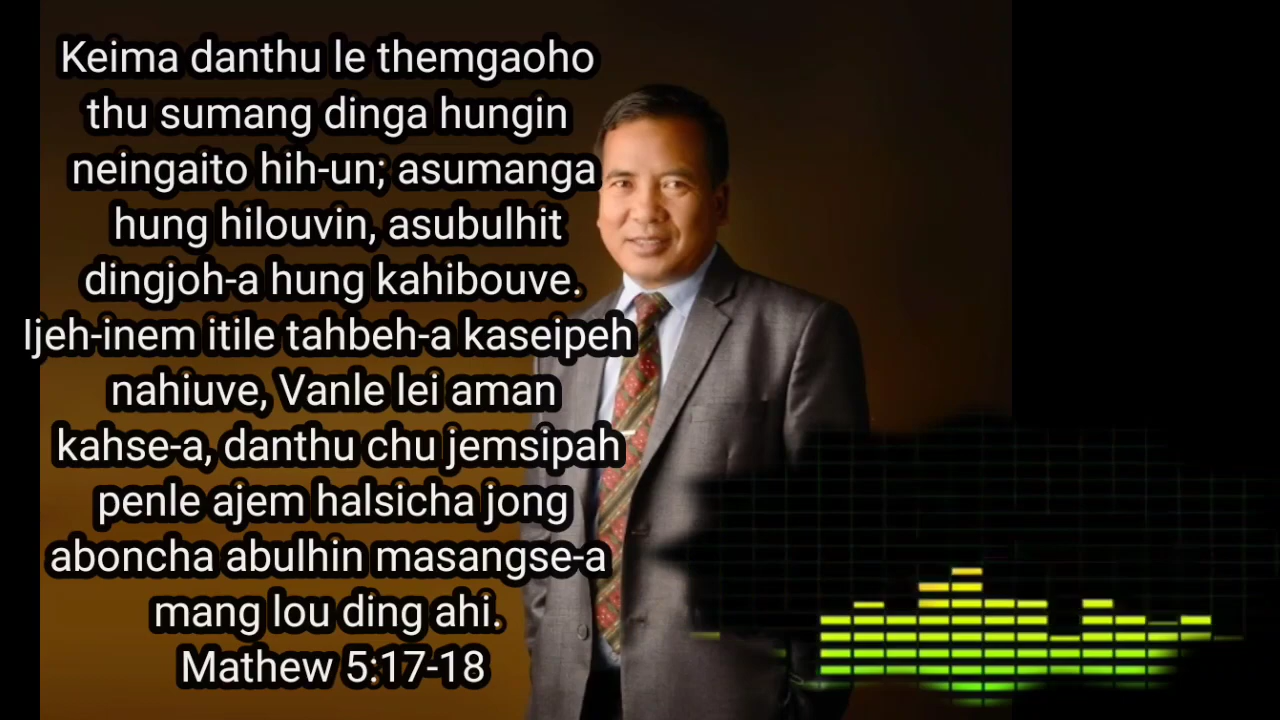 Keima danthu le themgaoho
thu sumang dinga hungin
neingaito hih-un; asumanga
hung hilouvin, asubulhit
dingjoh-a hung kahibouve.
Ijeh-inem itile tahbeh-a kaseipeh
nahiuve, Vanle lei aman
kahse-a, danthu chu jemsipah
penle ajem halsicha jong
aboncha abulhin masangse-a
mang lou ding ahi.
Mathew 5:17-18